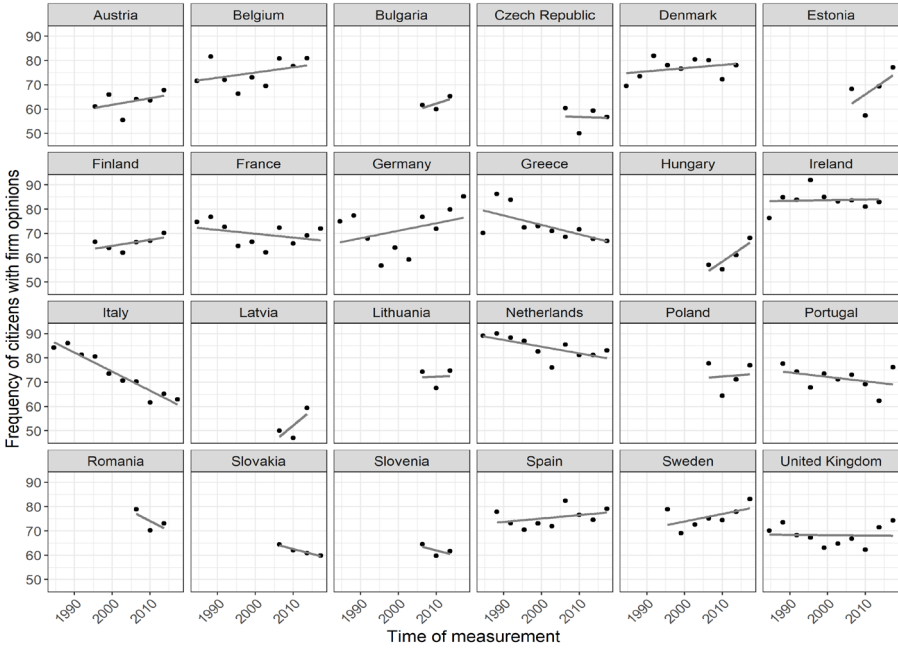 Austria Belgium Bulgaria Czech Republic Denmark Estonia
90
80
70
60
50
Finland France Germany Greece Hungary Ireland
90
80
70
60
50
Italy Latvia Lithuania Netherlands Poland Portugal
90
80
70
60
50
Romania Slovakia Slovenia Spain Sweden United Kingdom
90
80
70
60
50
1990 2000 2010 1990 2000 2010 1990 2000 2010 1990 2000 2010 1990 2000 2010 1990 2000 2010
Time of measurement
Frequency of citizens with firm opinions